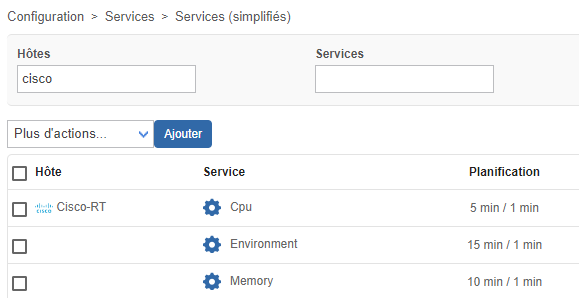 Configuration > Services > Services (simplifiés)
Hôtes Services
cisco
Plus d'actions... Ajouter
Hôte Service Planification
cisco Cisco-RT Cpu 5 min / 1 min
Environment 15 min / 1 min
Memory 10 min / 1 min